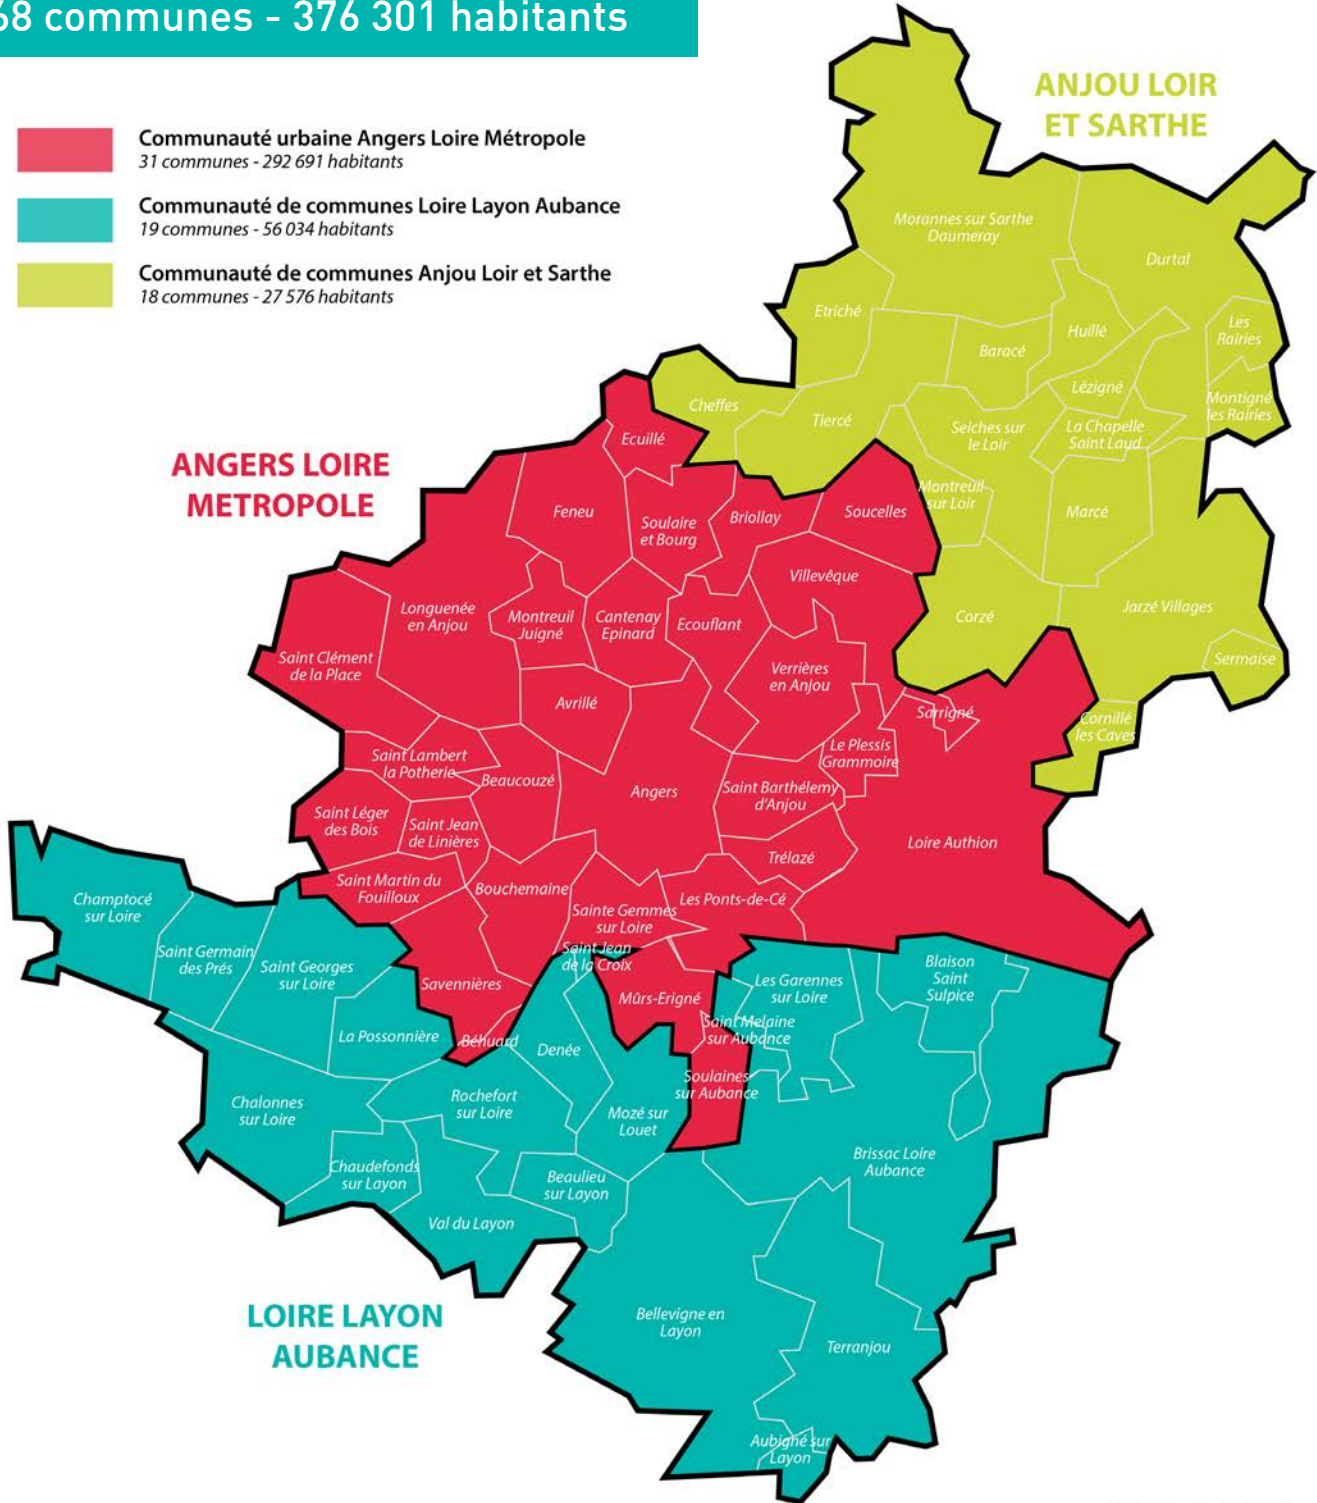 68 communes - 376 301 habitants
Communauté urbaine Angers Loire Métropole
31 communes - 292 691 habitants
Communauté de communes Loire Layon Aubance
19 communes - 56 034 habitants
Communauté de communes Anjou Loir et Sarthe
18 communes - 27 576 habitants
ANJOU LOIR
ET SARTHE
Morannes sur Sarthe
Daumeray
Durtal
Etriché
Baracé
Huillé
Les
Rairies
Lézigné
Montigné
les Rairies
Cheffes
Tiercé
Seiches sur
le Loir
La Chapelle
Saint Laud
Montreuil
sur Loir
Marcé
Corzé
Jarzé Villages
Sermaise
Cornillé
les Caves
ANGERS LOIRE
METROPOLE
Ecuillé
Feneu
Soulaire
et Bourg
Briollay
Soucelles
Villevêque
Longuenée
en Anjou
Montreuil
Juigné
Cantenay
Epinard
Ecouflant
Saint Clément
de la Place
Verrières
en Anjou
Avrillé
Sarrigné
Saint Lambert
la Potherie
Beaucouzé
Angers
Le Plessis
Grammoire
Saint Barthélemy
d'Anjou
Saint Léger
des Bois
Saint Jean
de Linières
Loire Authion
Trélazé
Saint Martin du
Fouilloux
Bouchemaine
Sainte Gemmes
sur Loire
Les Ponts-de-Cé
Savennières
Mûrs-Erigné
Béhuard
Soulaines
sur Aubance
Champtocé
sur Loire
Saint Germain
des Prés
Saint Georges
sur Loire
Saint Jean
de la Croix
Les Garennes
sur Loire
Blaison
Saint
Sulpice
La Possonnière
Denée
Saint Melaine
sur Aubance
Chalonnes
sur Loire
Rochefort
sur Loire
Mozé sur
Louet
Chaudefonds
sur Layon
Beaulieu
sur Layon
Brissac Loire
Aubance
Val du Layon
LOIRE LAYON
AUBANCE
Bellevigne en
Layon
Terranjou
Aubigné sur
Layon